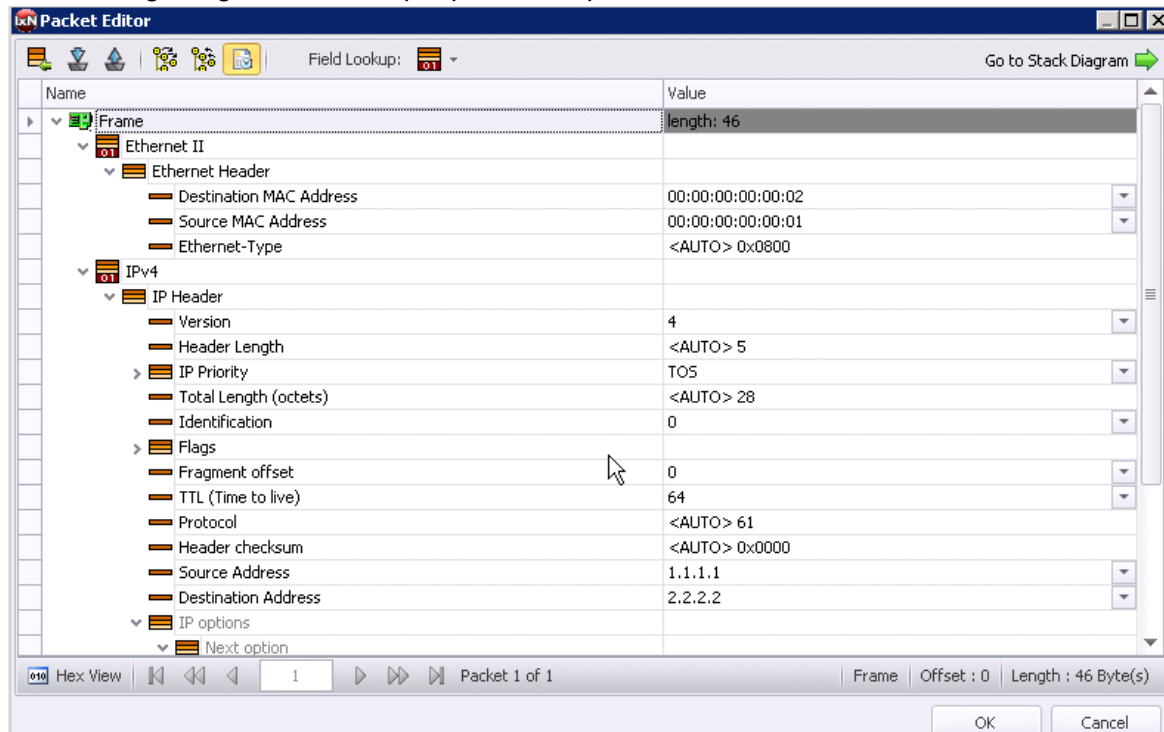 IxN Packet Editor
Field Lookup: 01 Go to Stack Diagram
Name Value
Frame length: 46
01 Ethernet II
Ethernet Header
Destination MAC Address 00:00:00:00:00:02
Source MAC Address 00:00:00:00:00:01
Ethernet-Type <AUTO> 0x0800
01 IPv4
IP Header
Version 4
Header Length <AUTO> 5
IP Priority TOS
Total Length (octets) <AUTO> 28
Identification 0
Flags
Fragment offset 0
TTL (Time to live) 64
Protocol <AUTO> 61
Header checksum <AUTO> 0x0000
Source Address 1.1.1.1
Destination Address 2.2.2.2
IP options
Next option
010 Hex View 1 Packet 1 of 1 Frame Offset : 0 Length : 46 Byte(s)
OK Cancel